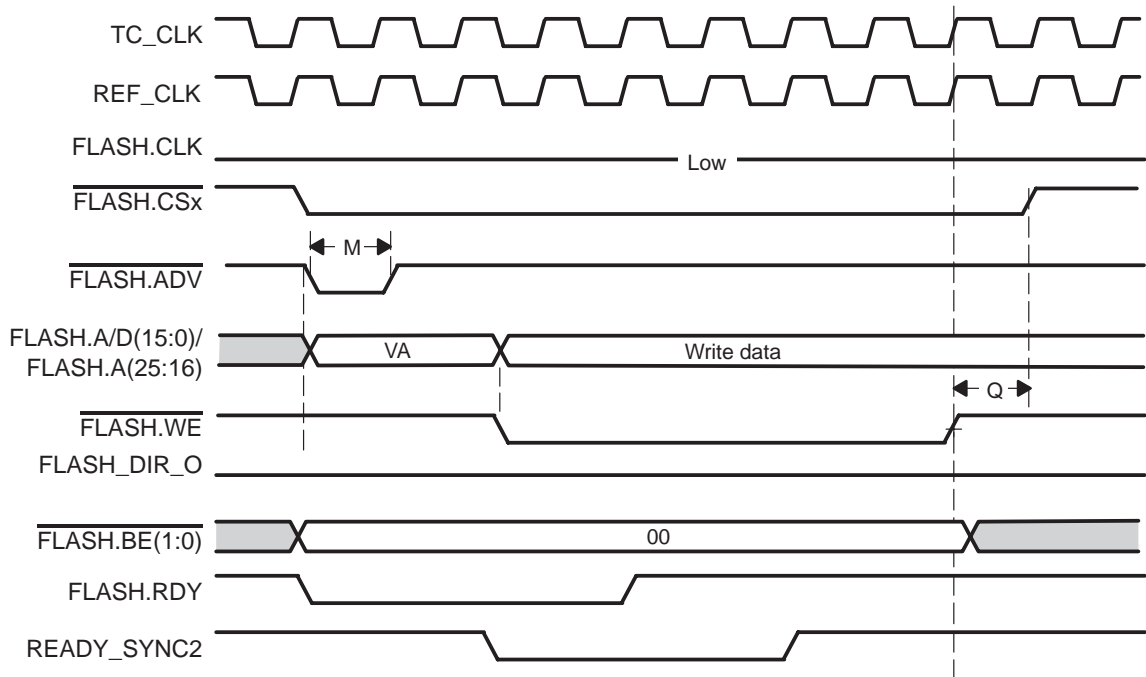 TC_CLK
REF_CLK
FLASH.CLK
Low
FLASH.CSx
M
FLASH.ADV
FLASH.A/D(15:0)/
FLASH.A(25:16)
VA
Write data
Q
FLASH.WE
FLASH_DIR_O
FLASH.BE(1:0)
00
FLASH.RDY
READY_SYNC2